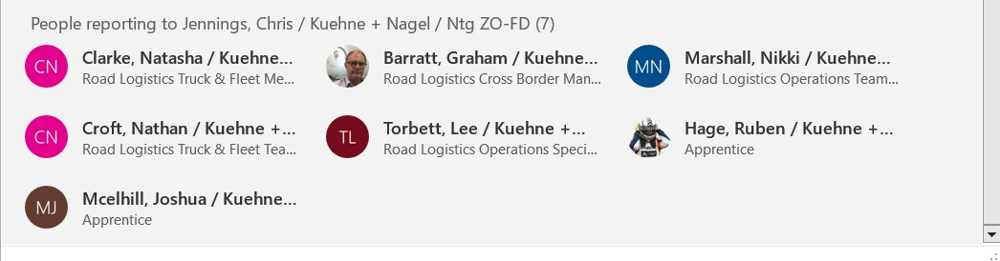 People reporting to Jennings, Chris / Kuehne + Nagel / Ntg ZO-FD (7)
CN
Clarke, Natasha / Kuehne...
Road Logistics Truck & Fleet Me...
Barratt, Graham / Kuehne...
Road Logistics Cross Border Man...
MN
Marshall, Nikki / Kuehne...
Road Logistics Operations Team...
CN
Croft, Nathan / Kuehne +...
Road Logistics Truck & Fleet Tea...
TL
Torbett, Lee / Kuehne +...
Road Logistics Operations Speci...
Hage, Ruben / Kuehne +...
Apprentice
MJ
Mcelhill, Joshua / Kuehne...
Apprentice